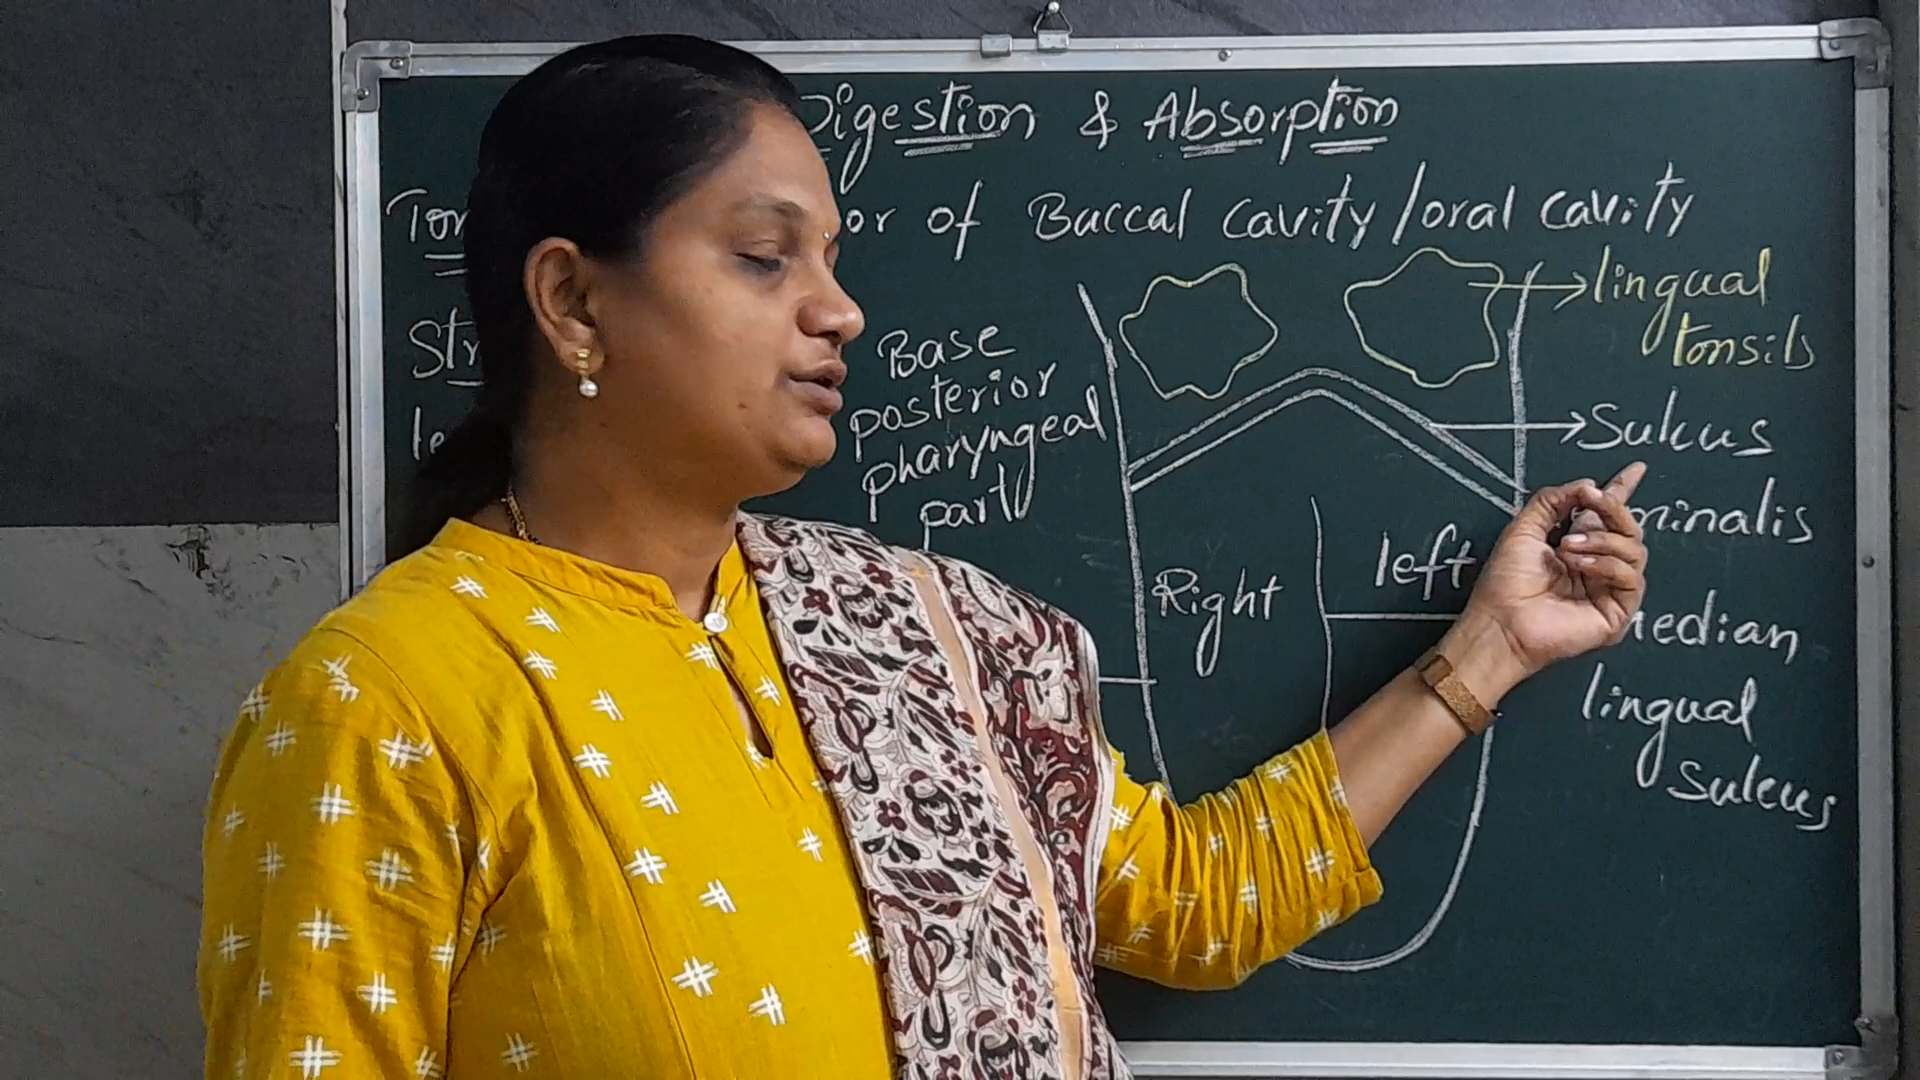 Digestion & Absorption
or of Buccal Cavity/oral cavity
lingual
tonsils
Base
posterior
pharyngeal
part
Sulcus
minalis
Right
left
median
lingual
sulcus